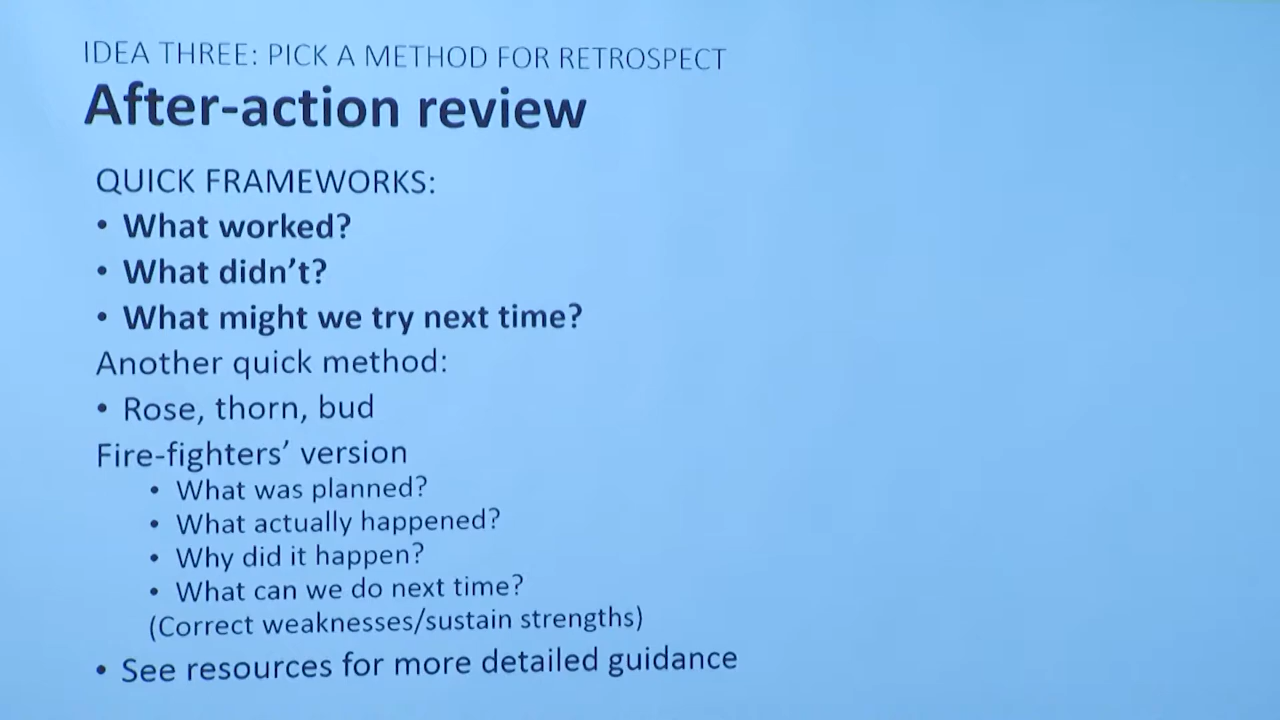 IDEA THREE: PICK A METHOD FOR RETROSPECT
After-action review
QUICK FRAMEWORKS:
• What worked?
• What didn’t?
• What might we try next time?
Another quick method:
• Rose, thorn, bud
Fire-fighters’ version
• What was planned?
• What actually happened?
• Why did it happen?
• What can we do next time?
(Correct weaknesses/sustain strengths)
• See resources for more detailed guidance